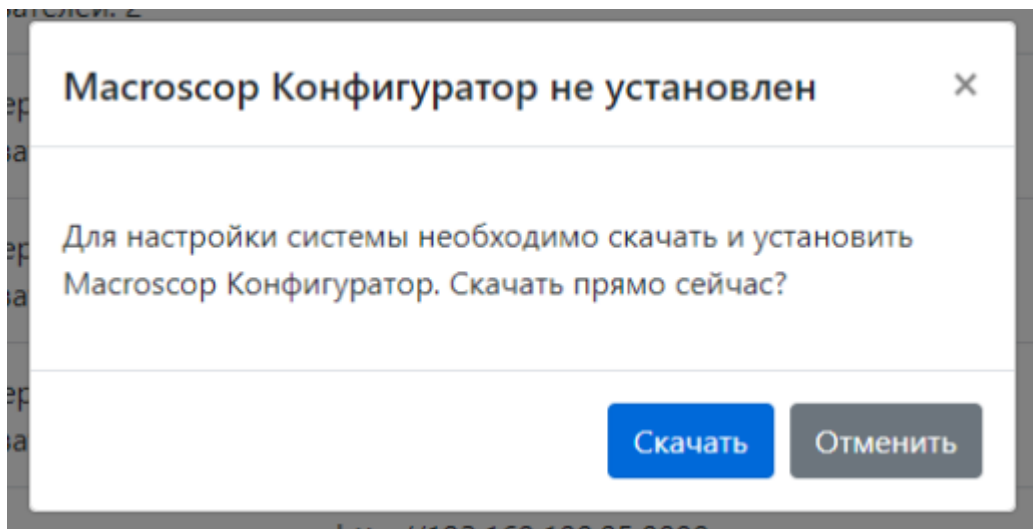 Macroscop Конфигуратор не установлен
Для настройки системы необходимо скачать и установить
Macroscop Конфигуратор. Скачать прямо сейчас?
Скачать
Отменить